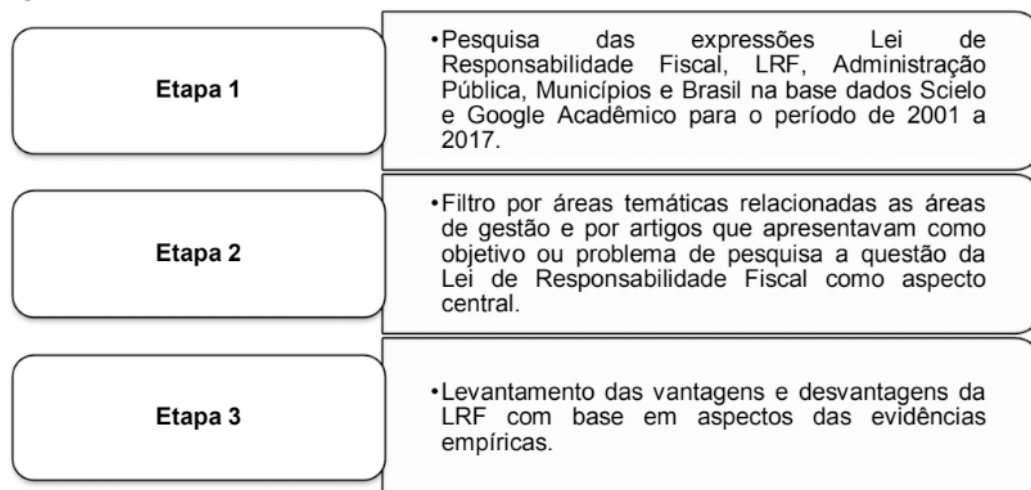 Etapa 1
•Pesquisa das expressões Lei de
Responsabilidade Fiscal, LRF, Administração
Pública, Municípios e Brasil na base dados Scielo
e Google Acadêmico para o período de 2001 a
2017.
Etapa 2
•Filtro por áreas temáticas relacionadas as áreas
de gestão e por artigos que apresentavam como
objetivo ou problema de pesquisa a questão da
Lei de Responsabilidade Fiscal como aspecto
central.
Etapa 3
•Levantamento das vantagens e desvantagens da
LRF com base em aspectos das evidências
empíricas.